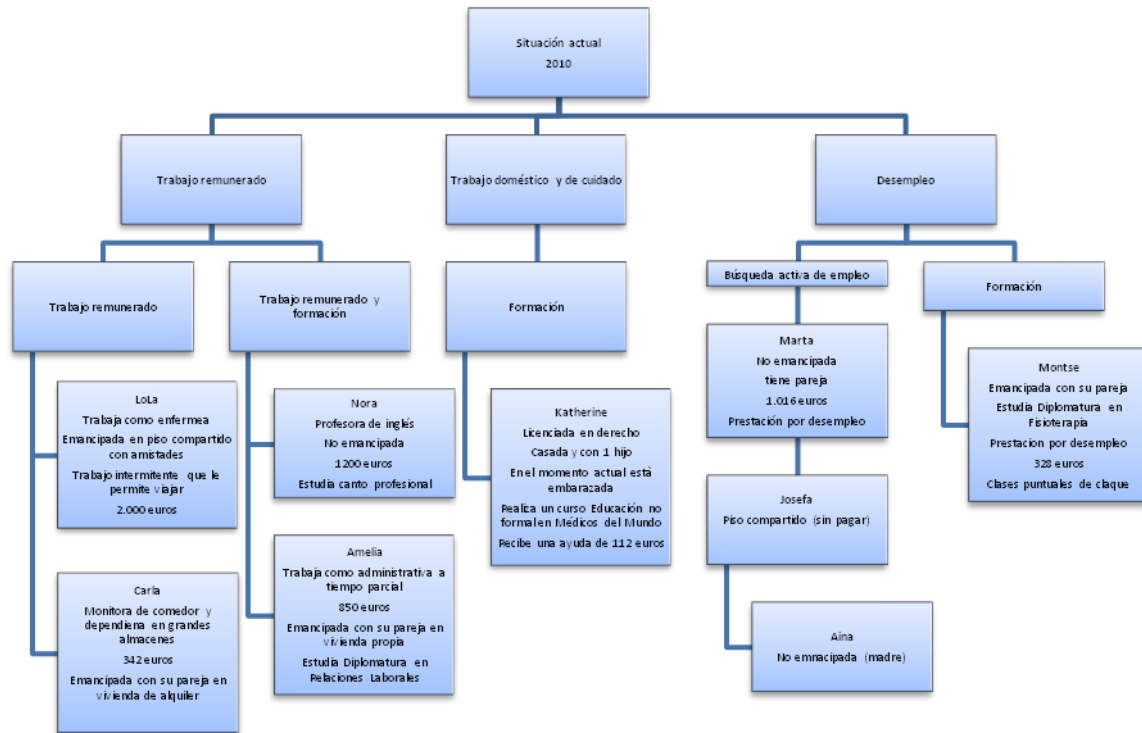 Situación actual
2010
Trabajo remunerado
Trabajo doméstico y de cuidado
Desempleo
Trabajo remunerado
Trabajo remunerado y
formación
Formación
Búsqueda activa de empleo
Formación
LoLa
Trabaja como enfermea
Emancipada en piso compartido
con amistades
Trabajo intermitente que le
permite viajar
2.000 euros
Carla
Monitora de comedor y
dependiena en grandes
almacenes
342 euros
Emancipada con su pareja en
vivienda de alquiler
Nora
Profesora de inglés
No emancipada
1200 euros
Estudia canto profesional
Amelia
Trabaja como administrativa a
tiempo parcial
850 euros
Emancipada con su pareja en
vivienda propia
Estudia Diplomatura en
Relaciones Laborales
Katherine
Licenciada en derecho
Casada y con 1 hijo
En el momento actual está
embarazada
Realiza un curso Educación no
formal en Médicos del Mundo
Recibe una ayuda de 112 euros
Marta
No emancipada
tiene pareja
1.016 euros
Prestación por desempleo
Josefa
Piso compartido (sin pagar)
Aina
No emnacipada (madre)
Montse
Emancipada con su pareja
Estudia Diplomatura en
Fisioterapia
Prestacion por desempleo
328 euros
Clases puntuales de claque